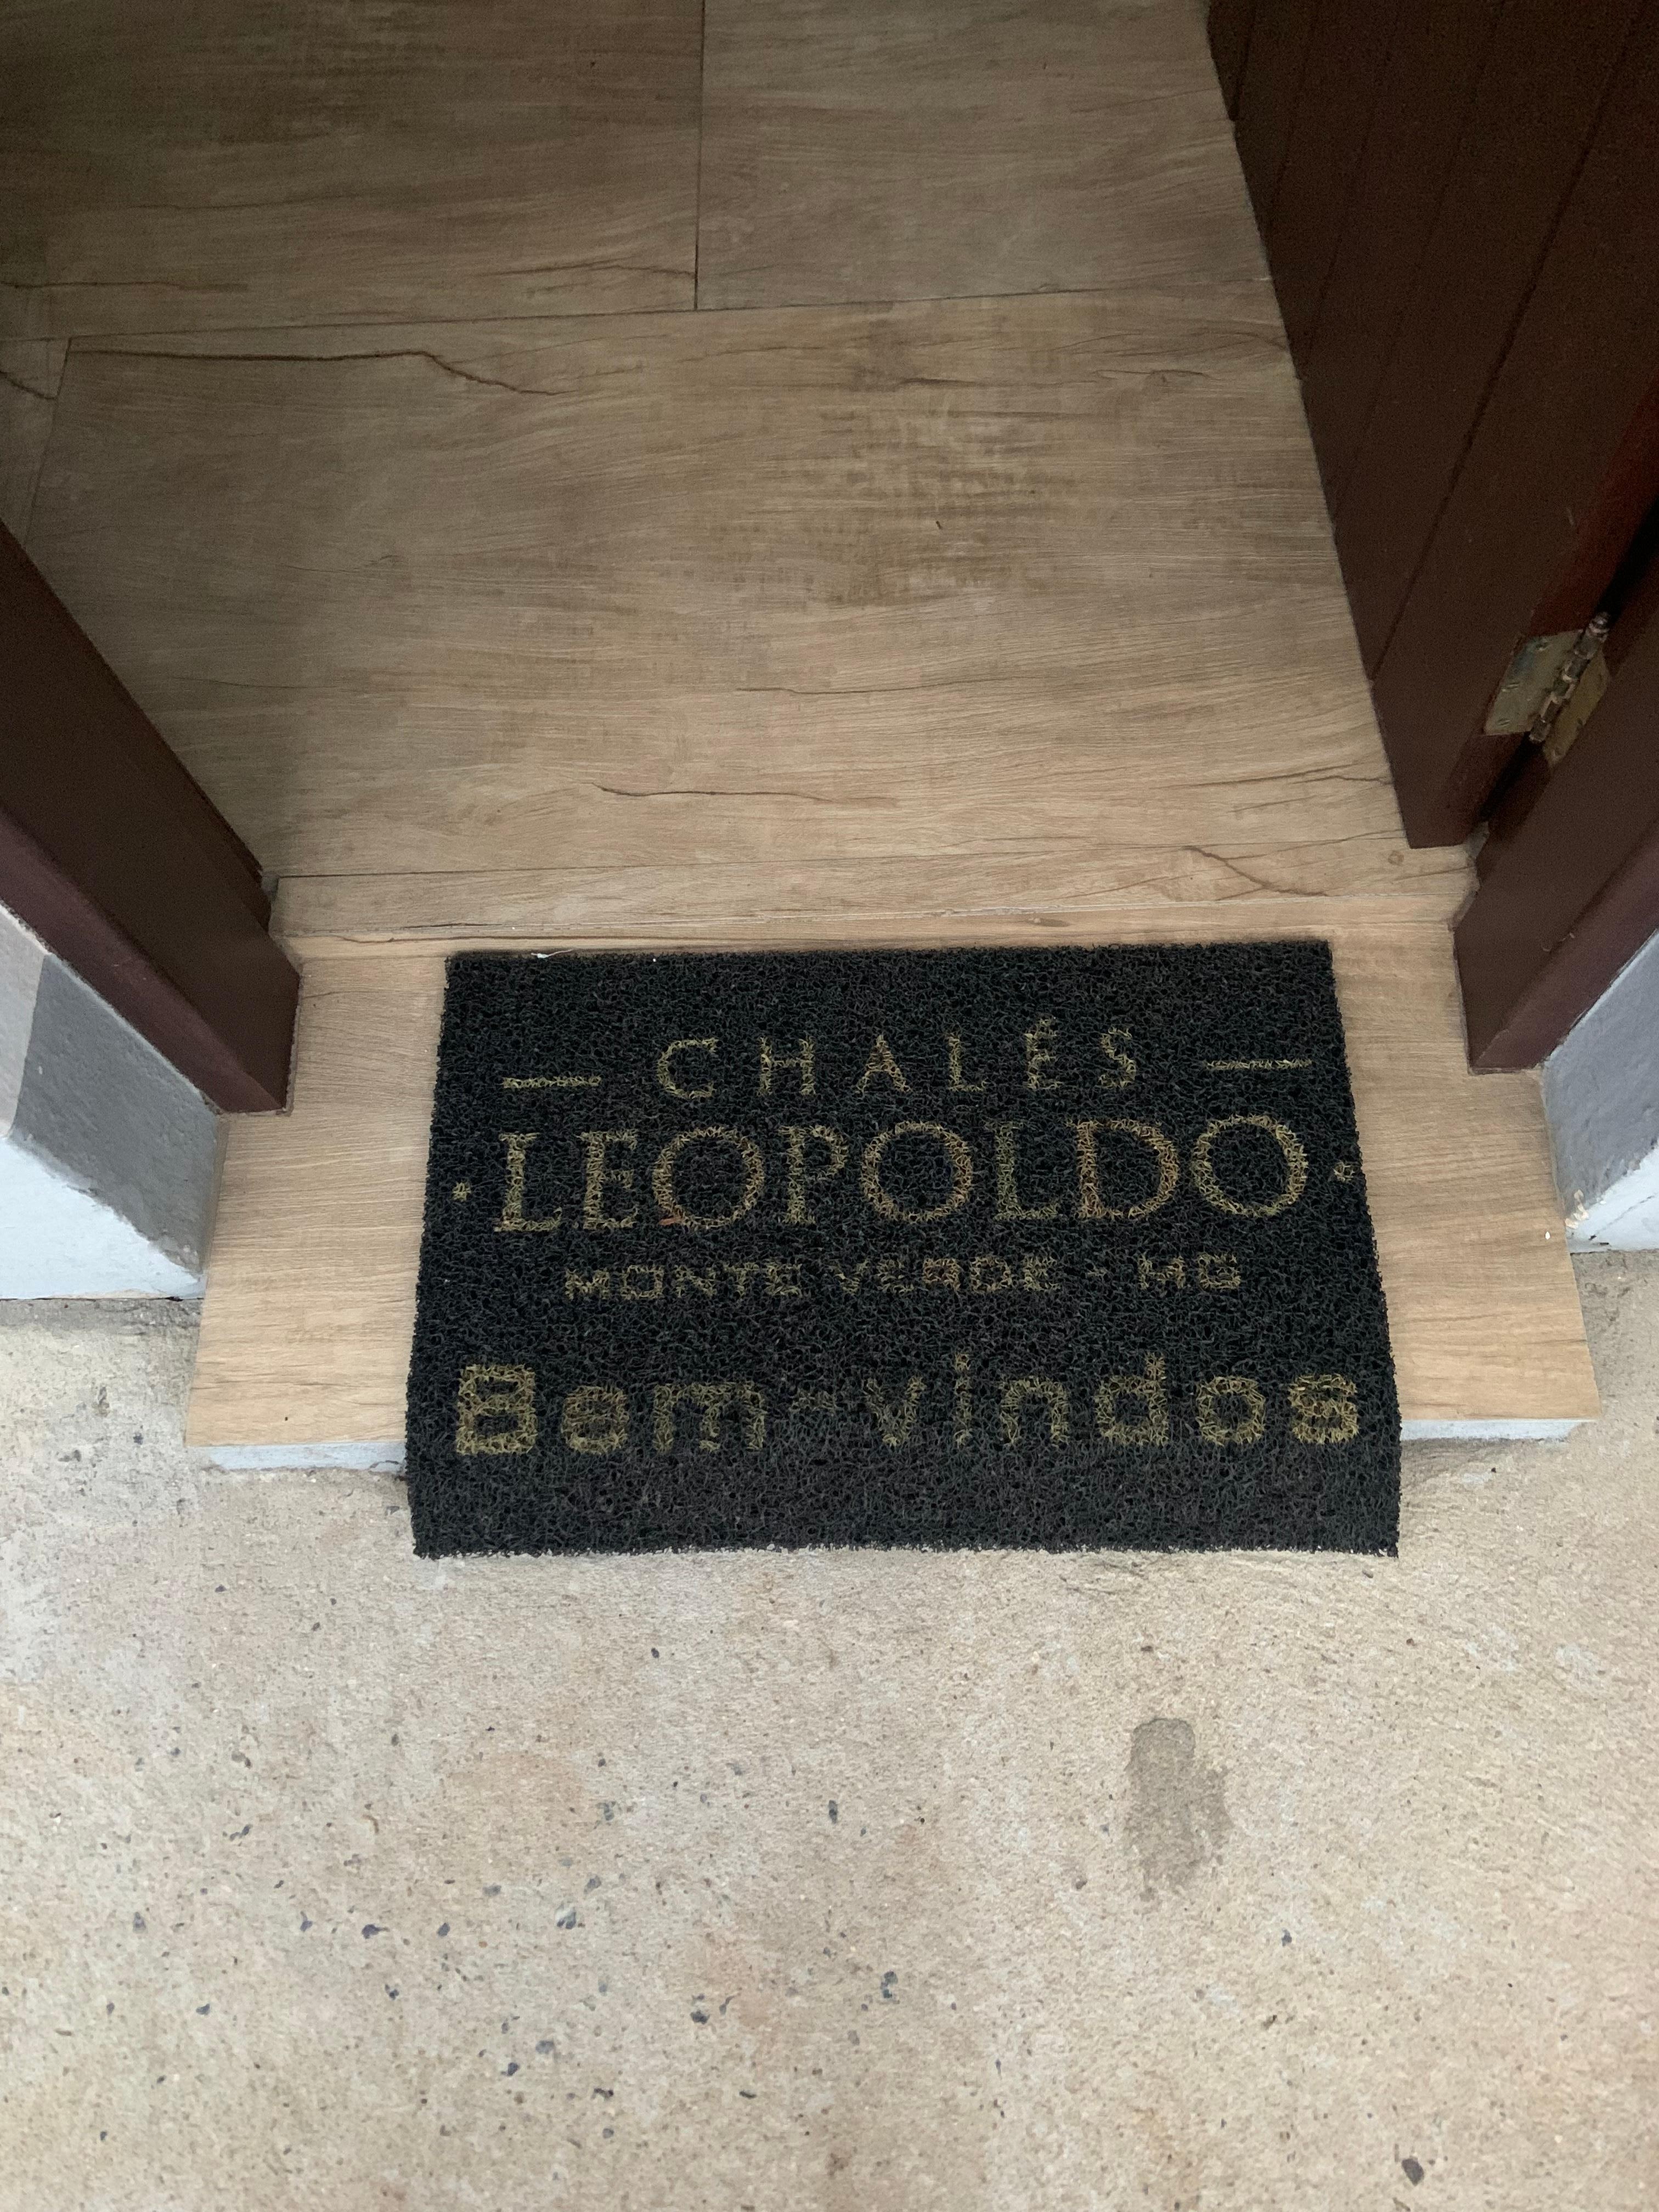 CHALÉS
LEOPOLDO
MONTE VERDE - MG
Bem-vindos